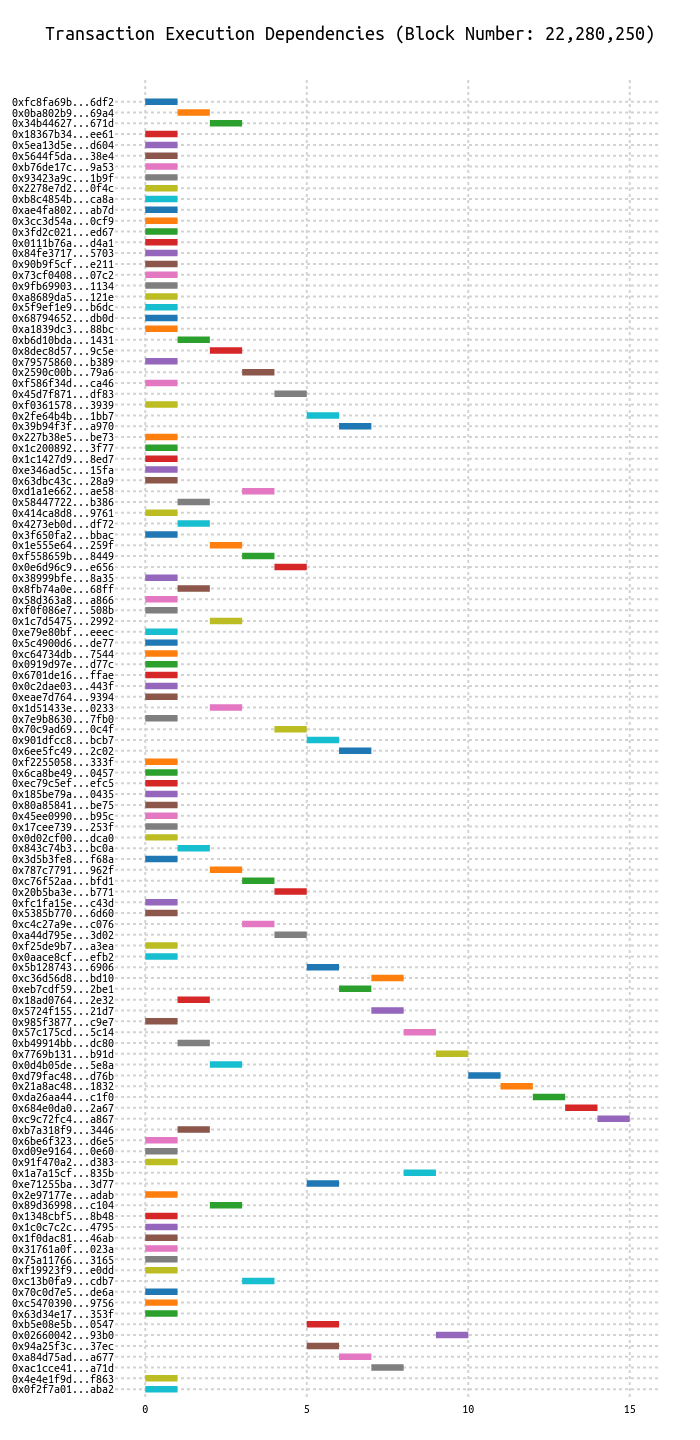 Transaction Execution Dependencies (Block Number: 22,280,250)
0xfc8fa69b...6df2
0x0ba802b9...69a4
0x34b44627...671d
0x18367b34...ee61
0x5ea13d5e...d604
0x5644f5da...38e4
0xb76de17c...9a53
0x93423a9c...1b9f
0x2278e7d2...0f4c
0xb8c4854b...ca8a
0xae4fa802...ab7d
0x3cc3d54a...0cf9
0x3fd2c021...ed67
0x0111b76a...d4a1
0x84fe3717...5703
0x90b9f5cf...e211
0x73cf0408...07c2
0x9fb69903...1134
0xa8689da5...121e
0x5f9ef1e9...b6dc
0x68794652...db0d
0xa1839dc3...88bc
0xb6d10bda...1431
0x8dec8d57...9c5e
0x79575860...b389
0x2590c00b...79a6
0xf586f34d...ca46
0x45d7f871...df83
0xf0361578...3939
0x2fe64b4b...1bb7
0x39b94f3f...a970
0x227b38e5...be73
0x1c200892...3f77
0x1c1427d9...8ed7
0xe346ad5c...15fa
0x63dbc43c...28a9
0xd1a1e662...ae58
0x58447722...b386
0x414ca8d8...9761
0x4273eb0d...df72
0x3f650fa2...bbac
0x1e555e64...259f
0xf558659b...8449
0x0e6d96c9...e656
0x38999bfe...8a35
0x8fb74a0e...68ff
0x58d363a8...a866
0xf0f086e7...508b
0x1c7d5475...2992
0xe79e80bf...eeec
0x5c4900d6...de77
0xc64734db...7544
0x0919d97e...d77c
0x6701de16...ffae
0x0c2dae03...443f
0xeae7d764...9394
0x1d51433e...0233
0x7e9b8630...7fb0
0x70c9ad69...0c4f
0x901dfcc8...bcb7
0x6ee5fc49...2c02
0xf2255058...333f
0x6ca8be49...0457
0xec79c5ef...efc5
0x185be79a...0435
0x80a85841...be75
0x45ee0990...b95c
0x17cee739...253f
0x0d02cf00...dca0
0x843c74b3...bc0a
0x3d5b3fe8...f68a
0x787c7791...962f
0xc76f52aa...bfd1
0x20b5ba3e...b771
0xfc1fa15e...c43d
0x5385b770...6d60
0xc4c27a9e...c076
0xa44d795e...3d02
0xf25de9b7...a3ea
0x0aace8cf...efb2
0x5b128743...6906
0xc36d56d8...bd10
0xeb7cdf59...2be1
0x18ad0764...2e32
0x5724f155...21d7
0x985f3877...c9e7
0x57c175cd...5c14
0xb49914bb...dc80
0x7769b131...b91d
0x0d4b05de...5e8a
0xd79fac48...d76b
0x21a8ac48...1832
0xda26aa44...c1f0
0x684e0da0...2a67
0xc9c72fc4...a867
0xb7a318f9...3446
0x6be6f323...d6e5
0xd09e9164...0e60
0x91f470a2...d383
0x1a7a15cf...835b
0xe71255ba...3d77
0x2e97177e...adab
0x89d36998...c104
0x1348cbf5...8b48
0x1c0c7c2c...4795
0x1f0dac81...46ab
0x31761a0f...023a
0x75a11766...3165
0xf19923f9...e0dd
0xc13b0fa9...cdb7
0x70c0d7e5...de6a
0xc5470390...9756
0x63d34e17...353f
0xb5e08e5b...0547
0x02660042...93b0
0x94a25f3c...37ec
0xa84d75ad...a677
0xac1cce41...a71d
0x4e4e1f9d...f863
0x0f2f7a01...aba2
0 5 10 15